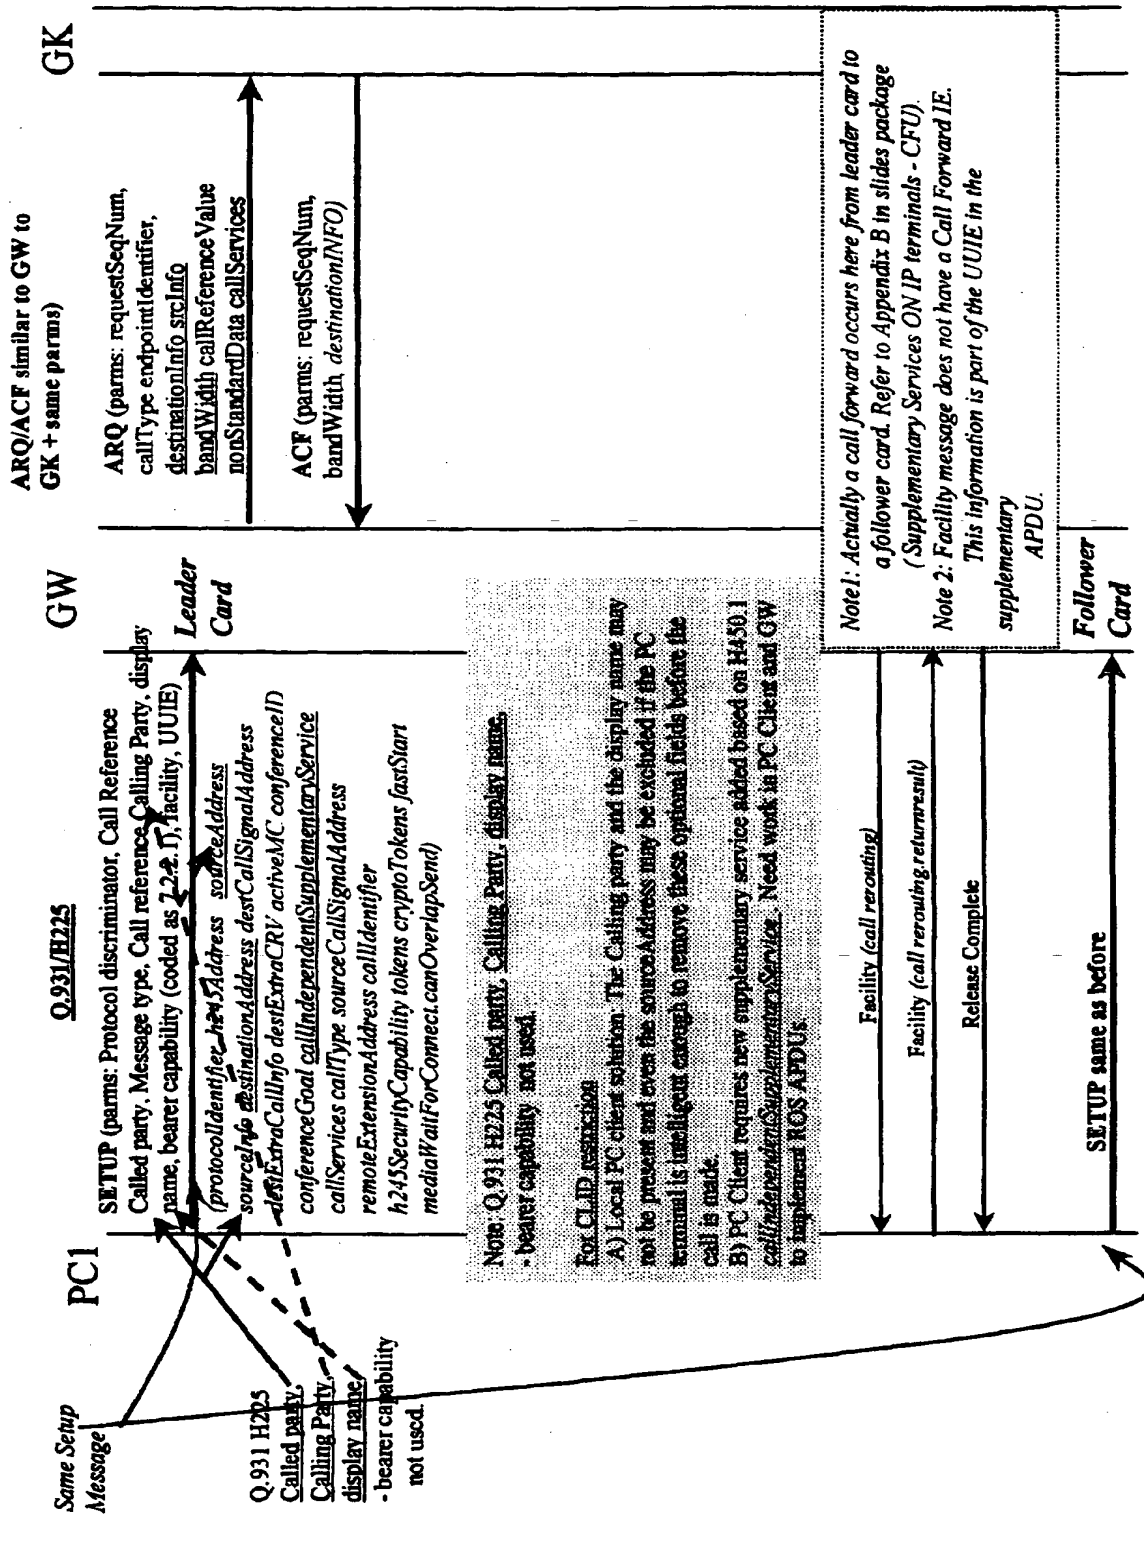 ARQ/ACF similar to GW to
GK + same parms)
PC1
Q.931/H225
GW
GK
Same Setup
Message
SETUP (parms: Protocol discriminator, Call Reference
Called party, Message type, Call reference Calling Party, display
name, bearer capability (coded as 7.2.2.1), facility, UUIE)
(protocolIdentifier h245Address sourceAddress
sourceInfo destinationAddress destCallSignalAddress
destExtraCallInfo destExtraCRV activeMC conferenceID
conferenceGoal callIndependentSupplementaryService
callServices callType sourceCallSignalAddress
remoteExtensionAddress callIdentifier
h245SecurityCapability tokens cryptoTokens fastStart
mediaWaitForConnect.canOverlapSend)
Leader
Card
ARQ (parms: requestSeqNum,
callType endpointIdentifier,
destinationInfo srcInfo
bandWidth callReferenceValue
nonStandardData callServices
ACF (parms: requestSeqNum,
bandWidth, destinationINFO)
Q.931 H225
Called party,
Calling Party,
display name,
- bearer capability
not used.
Note: Q.931 H225 Called party, Calling Party, display name,
- bearer capability not used.
For CLID restriction
A) Local PC client solution: The Calling party and the display name may
not be present and even the sourceAddress may be excluded if the PC
terminal is intelligent enough to remove these optional fields before the
call is made.
B) PC Client requires new supplementary service added based on H450.1
callIndependentSupplementaryService. Need work in PC Client and GW
to implement ROS APDUs.
Facility (call rerouting)
Facility (call rerouting.returnresult)
Release Complete
Note1: Actually a call forward occurs here from leader card to
a follower card. Refer to Appendix B in slides package
(Supplementary Services ON IP terminals - CFU).
Note 2: Facility message does not have a Call Forward IE.
This information is part of the UUIE in the
supplementary
APDU.
SETUP same as before
Follower
Card